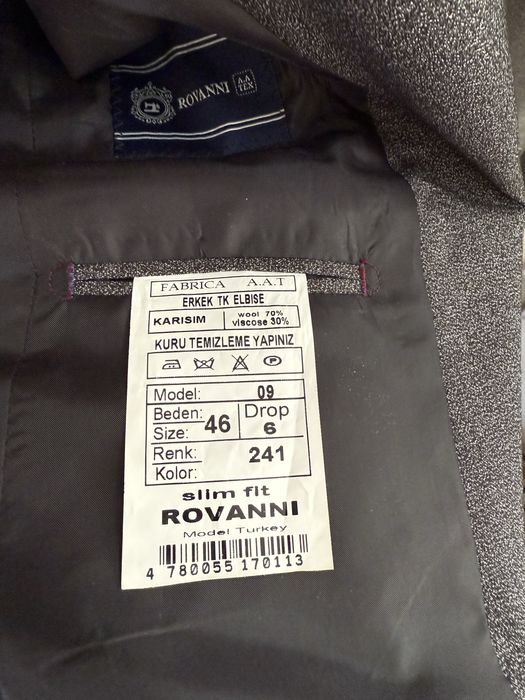 ROVANNI
A.A
TEX
FABRICA A.A.T
ERKEK TK ELBISE
KARISIM wool 70%
viscose 30%
KURU TEMIZLEME YAPINIZ
P
Model: 09
Beden: 46 Drop
Size: 6
Renk: 241
Kolor:
slim fit
ROVANNI
Model Turkey
4 780055 170113